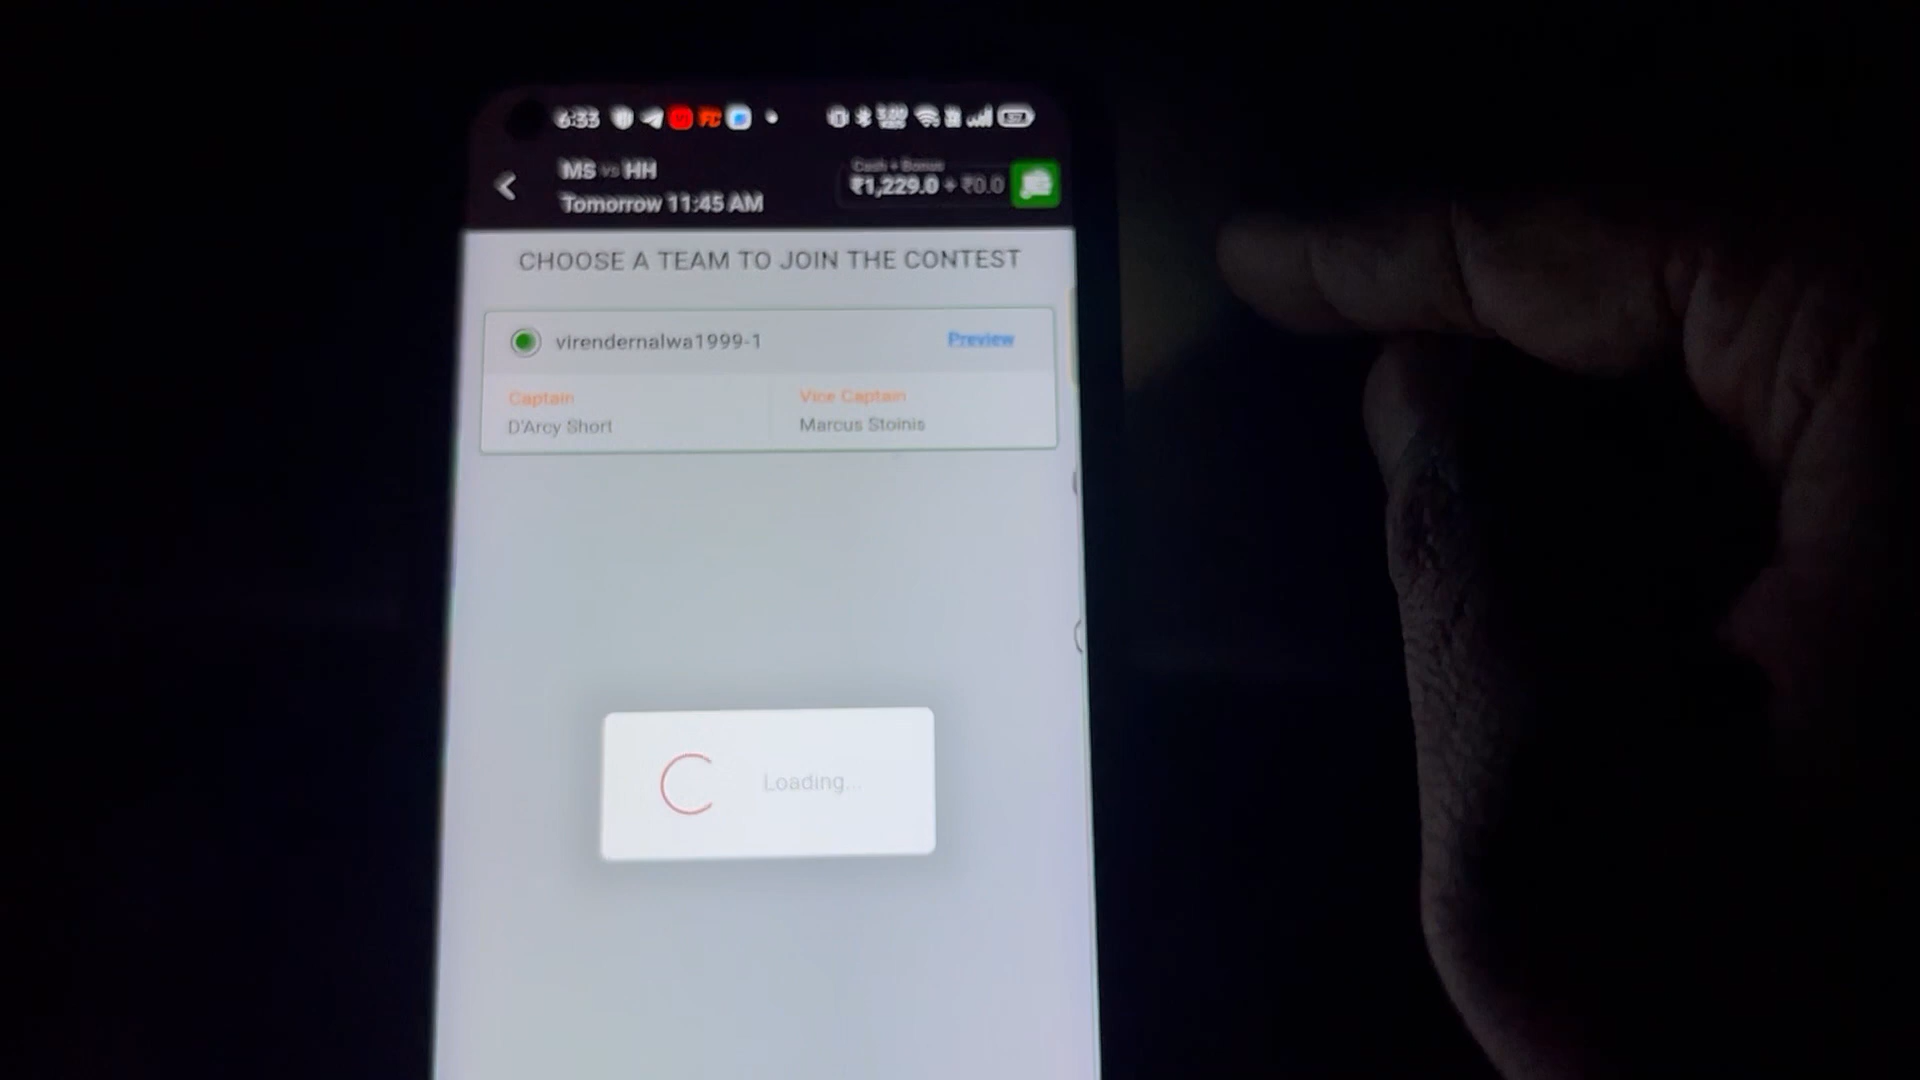 6:33
MS vs HH
Tomorrow 11:45 AM
Cash + Bonus
₹1,229.0 + ₹0.0
CHOOSE A TEAM TO JOIN THE CONTEST
virendernalwa1999-1
Preview
Captain
Vice Captain
D'Arcy Short
Marcus Stoinis
Loading...